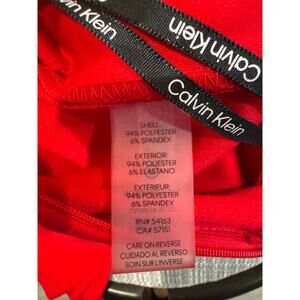 Calvin Klein
Calvin Klein
Calvin Klein
SHELL:
94% POLYESTER
6% SPANDEX
EXTERIOR:
94% POLIESTER
6% ELASTANO
EXTÉRIEUR:
94% POLYESTER
6% SPANDEX
RN# 54163
CA# 57151
CARE ON REVERSE
CUIDADO AL REVERSO
SOIN SUR L'INVERSE